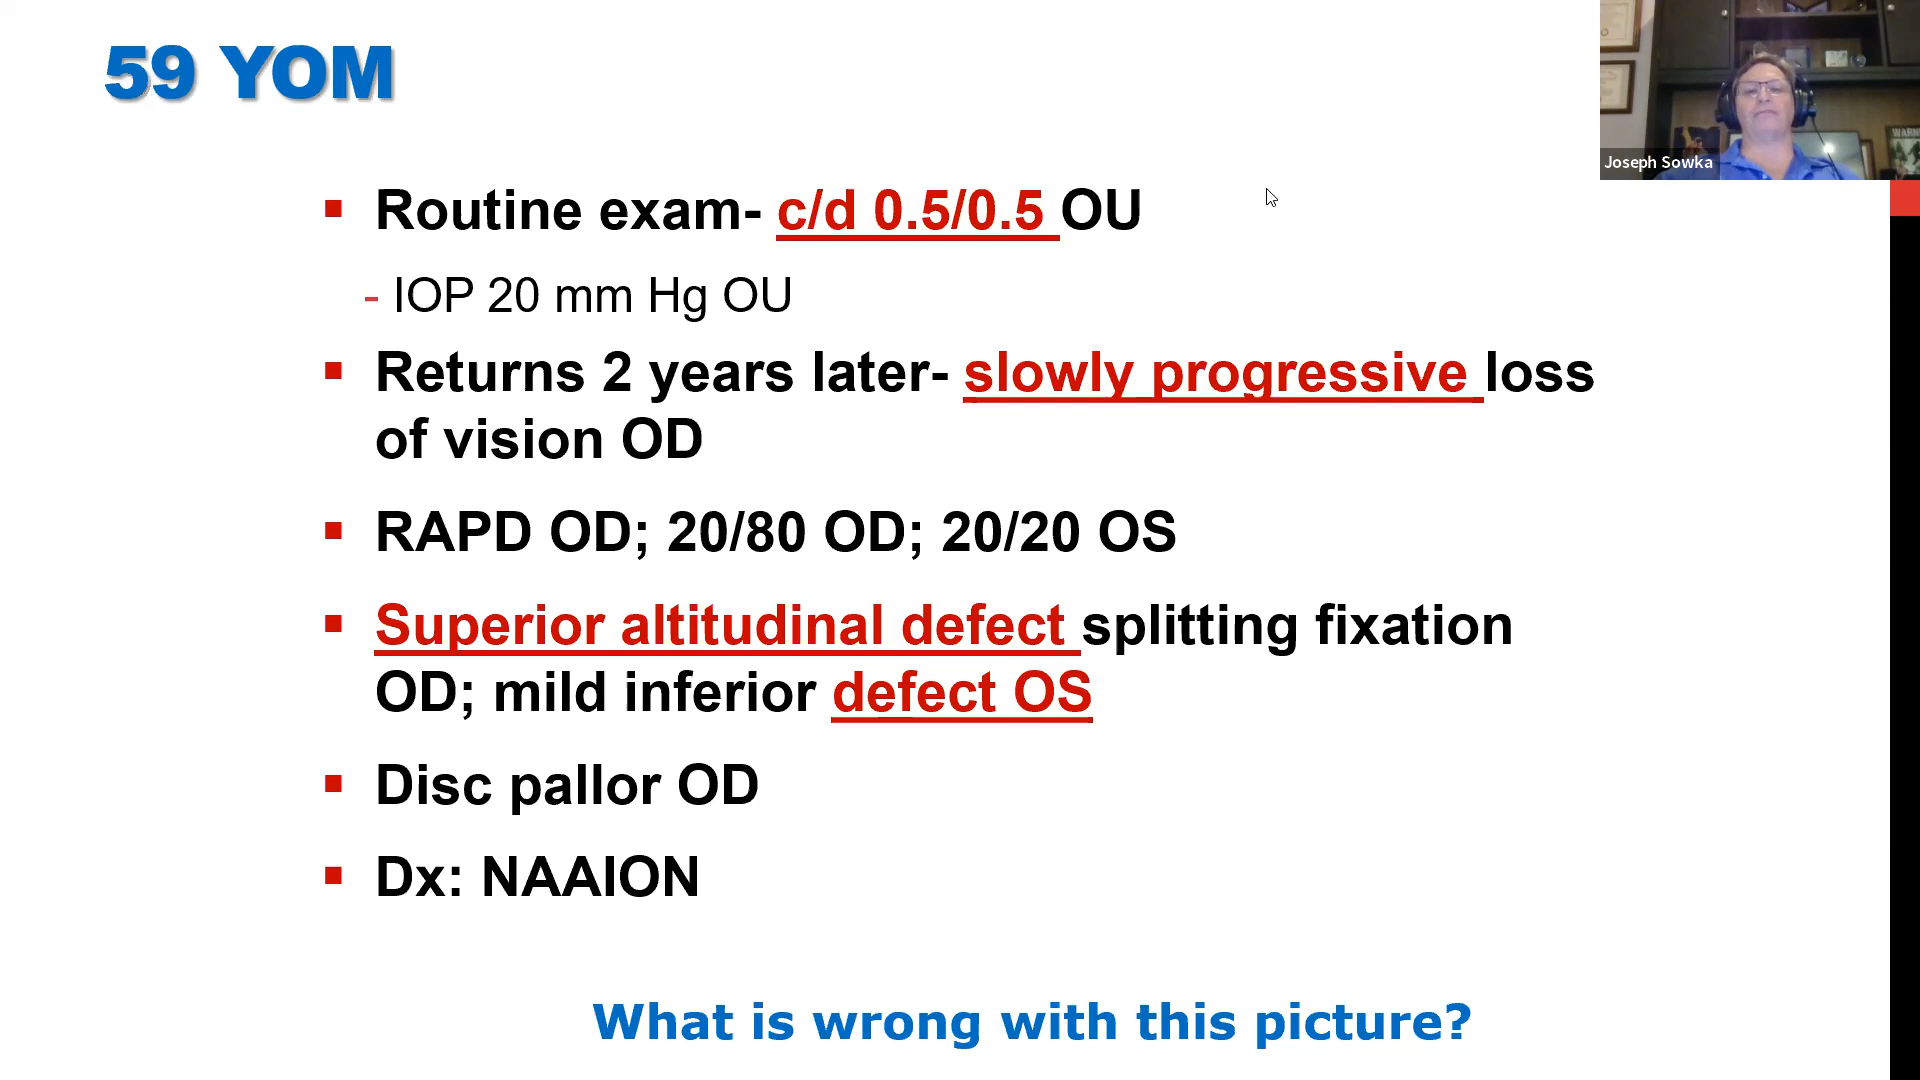 59 YOM
Routine exam- c/d 0.5/0.5 OU
- IOP 20 mm Hg OU
Returns 2 years later- slowly progressive loss
of vision OD
RAPD OD; 20/80 OD; 20/20 OS
Superior altitudinal defect splitting fixation
OD; mild inferior defect OS
Disc pallor OD
Dx: NAAION
What is wrong with this picture?
Joseph Sowka
WARN